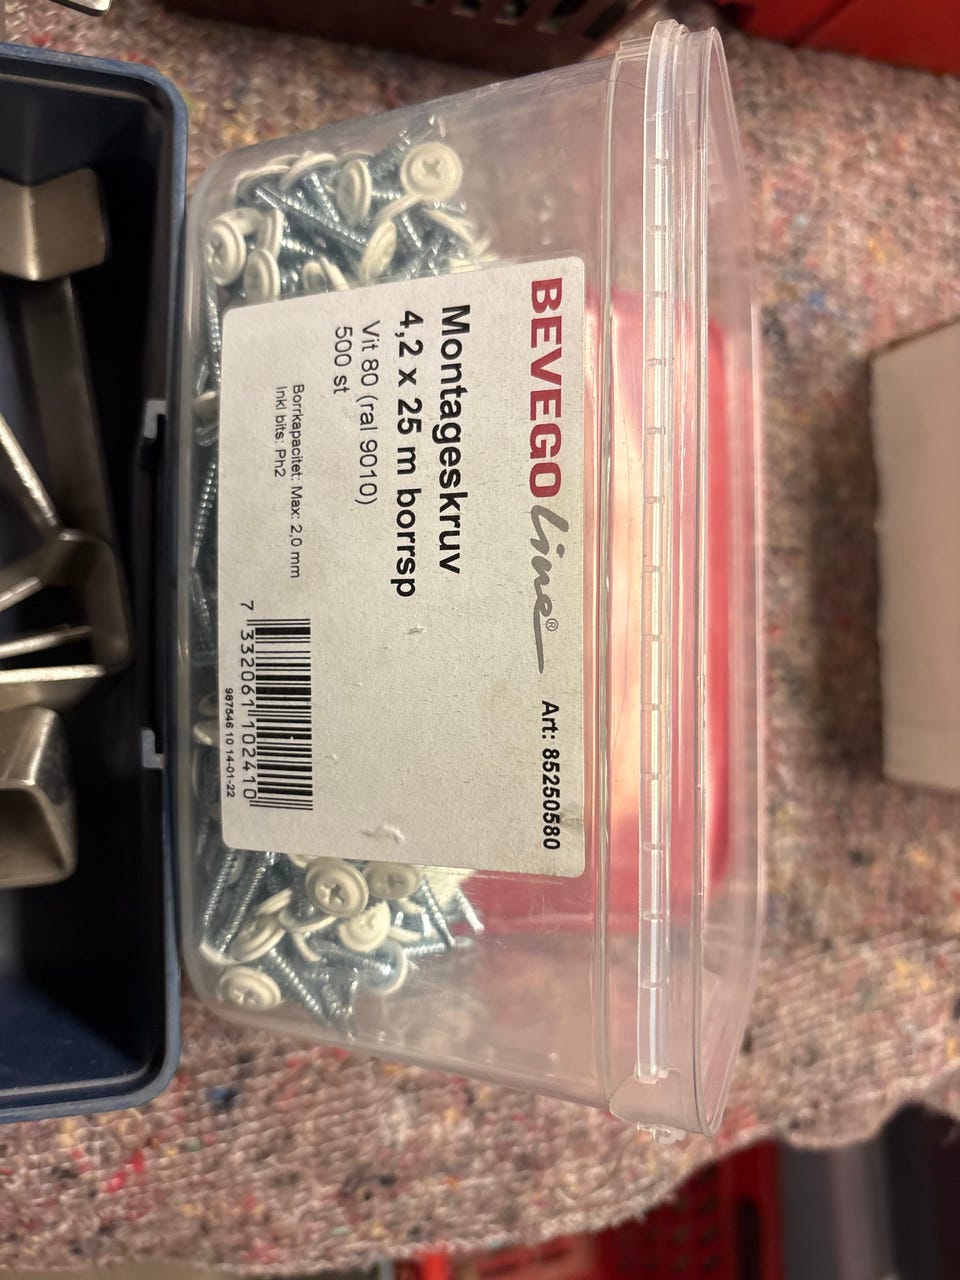 BEVEGO Line®
Art: 85250580
Montageskruv
4,2 x 25 m borrsp
Vit 80 (ral 9010)
500 st
Borrkapacitet: Max: 2,0 mm
Inkl bits: Ph2
7 332061 102410
987546 10 14-01-22